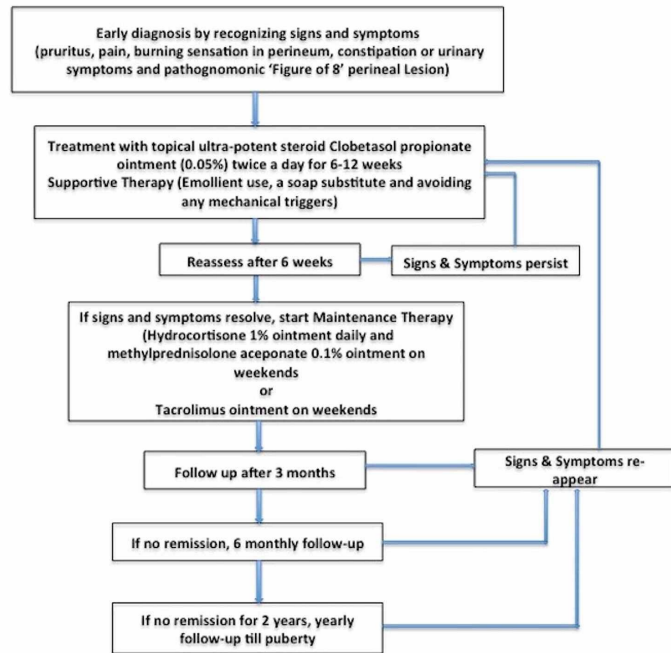 Early diagnosis by recognizing signs and symptoms
(pruritus, pain, burning sensation in perineum, constipation or urinary
symptoms and pathognomonic ‘Figure of 8’ perineal Lesion)
Treatment with topical ultra-potent steroid Clobetasol propionate
ointment (0.05%) twice a day for 6-12 weeks
Supportive Therapy (Emollient use, a soap substitute and avoiding
any mechanical triggers)
Reassess after 6 weeks
Signs & Symptoms persist
If signs and symptoms resolve, start Maintenance Therapy
(Hydrocortisone 1% ointment daily and
methylprednisolone aceponate 0.1% ointment on
weekends
or
Tacrolimus ointment on weekends
Follow up after 3 months
Signs & Symptoms re-
appear
If no remission, 6 monthly follow-up
If no remission for 2 years, yearly
follow-up till puberty